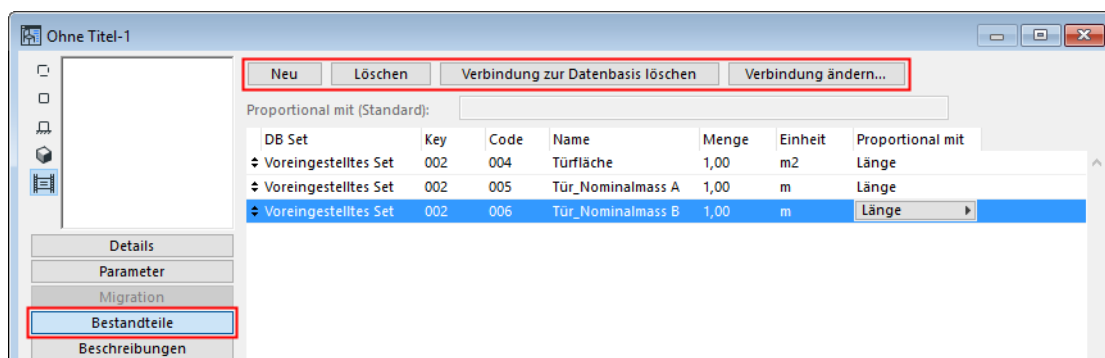 Ohne Titel-1
Neu Löschen Verbindung zur Datenbasis löschen Verbindung ändern...
Proportional mit (Standard):
DB Set Key Code Name Menge Einheit Proportional mit
Voreingestelltes Set 002 004 Türfläche 1,00 m2 Länge
Voreingestelltes Set 002 005 Tür_Nominalmass A 1,00 m Länge
Voreingestelltes Set 002 006 Tür_Nominalmass B 1,00 m Länge
Details
Parameter
Migration
Bestandteile
Beschreibungen